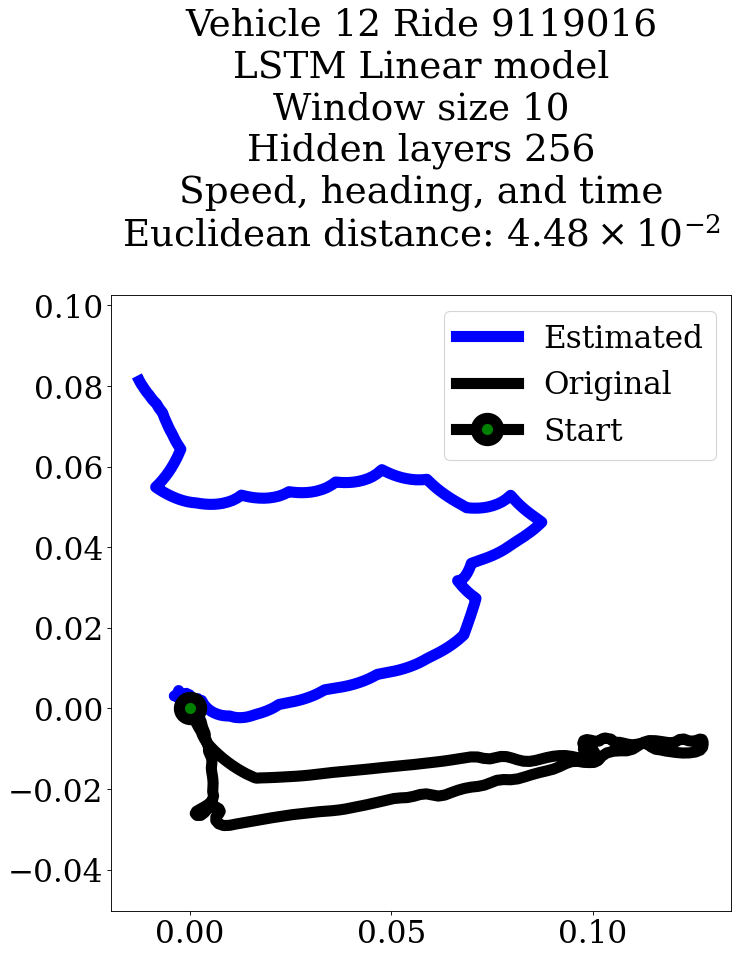 Vehicle 12 Ride 9119016
LSTM Linear model
Window size 10
Hidden layers 256
Speed, heading, and time
Euclidean distance: 4.48 × 10⁻²
Estimated
Original
Start
0.10
0.08
0.06
0.04
0.02
0.00
−0.02
−0.04
0.00 0.05 0.10